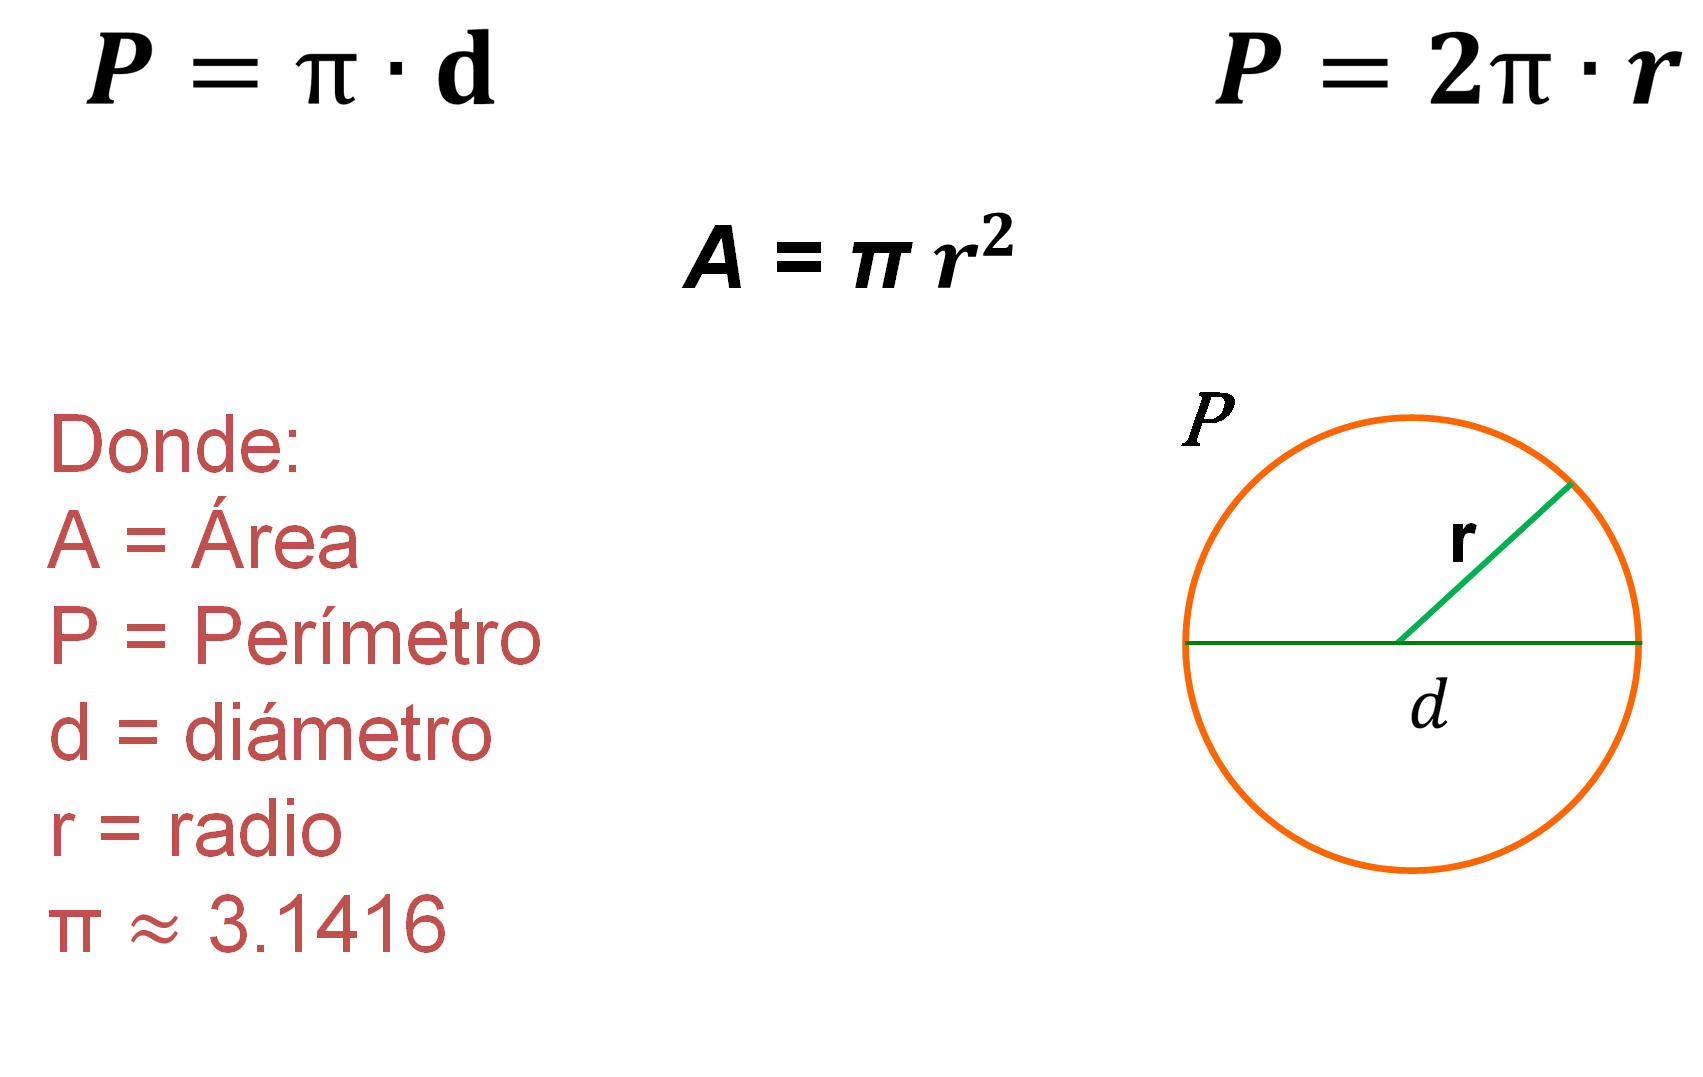 P = π · d
P = 2π · r
A = π r²
Donde:
A = Área
P = Perímetro
d = diámetro
r = radio
π ≈ 3.1416
P
r
d